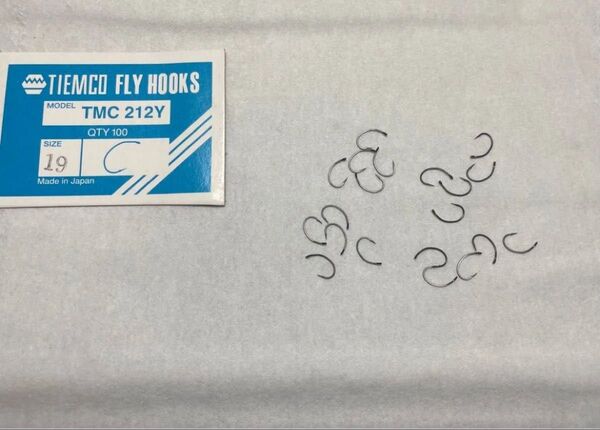 TIEMCO FLY HOOKS
MODEL TMC 212Y
QTY 100
SIZE
19
Made in Japan